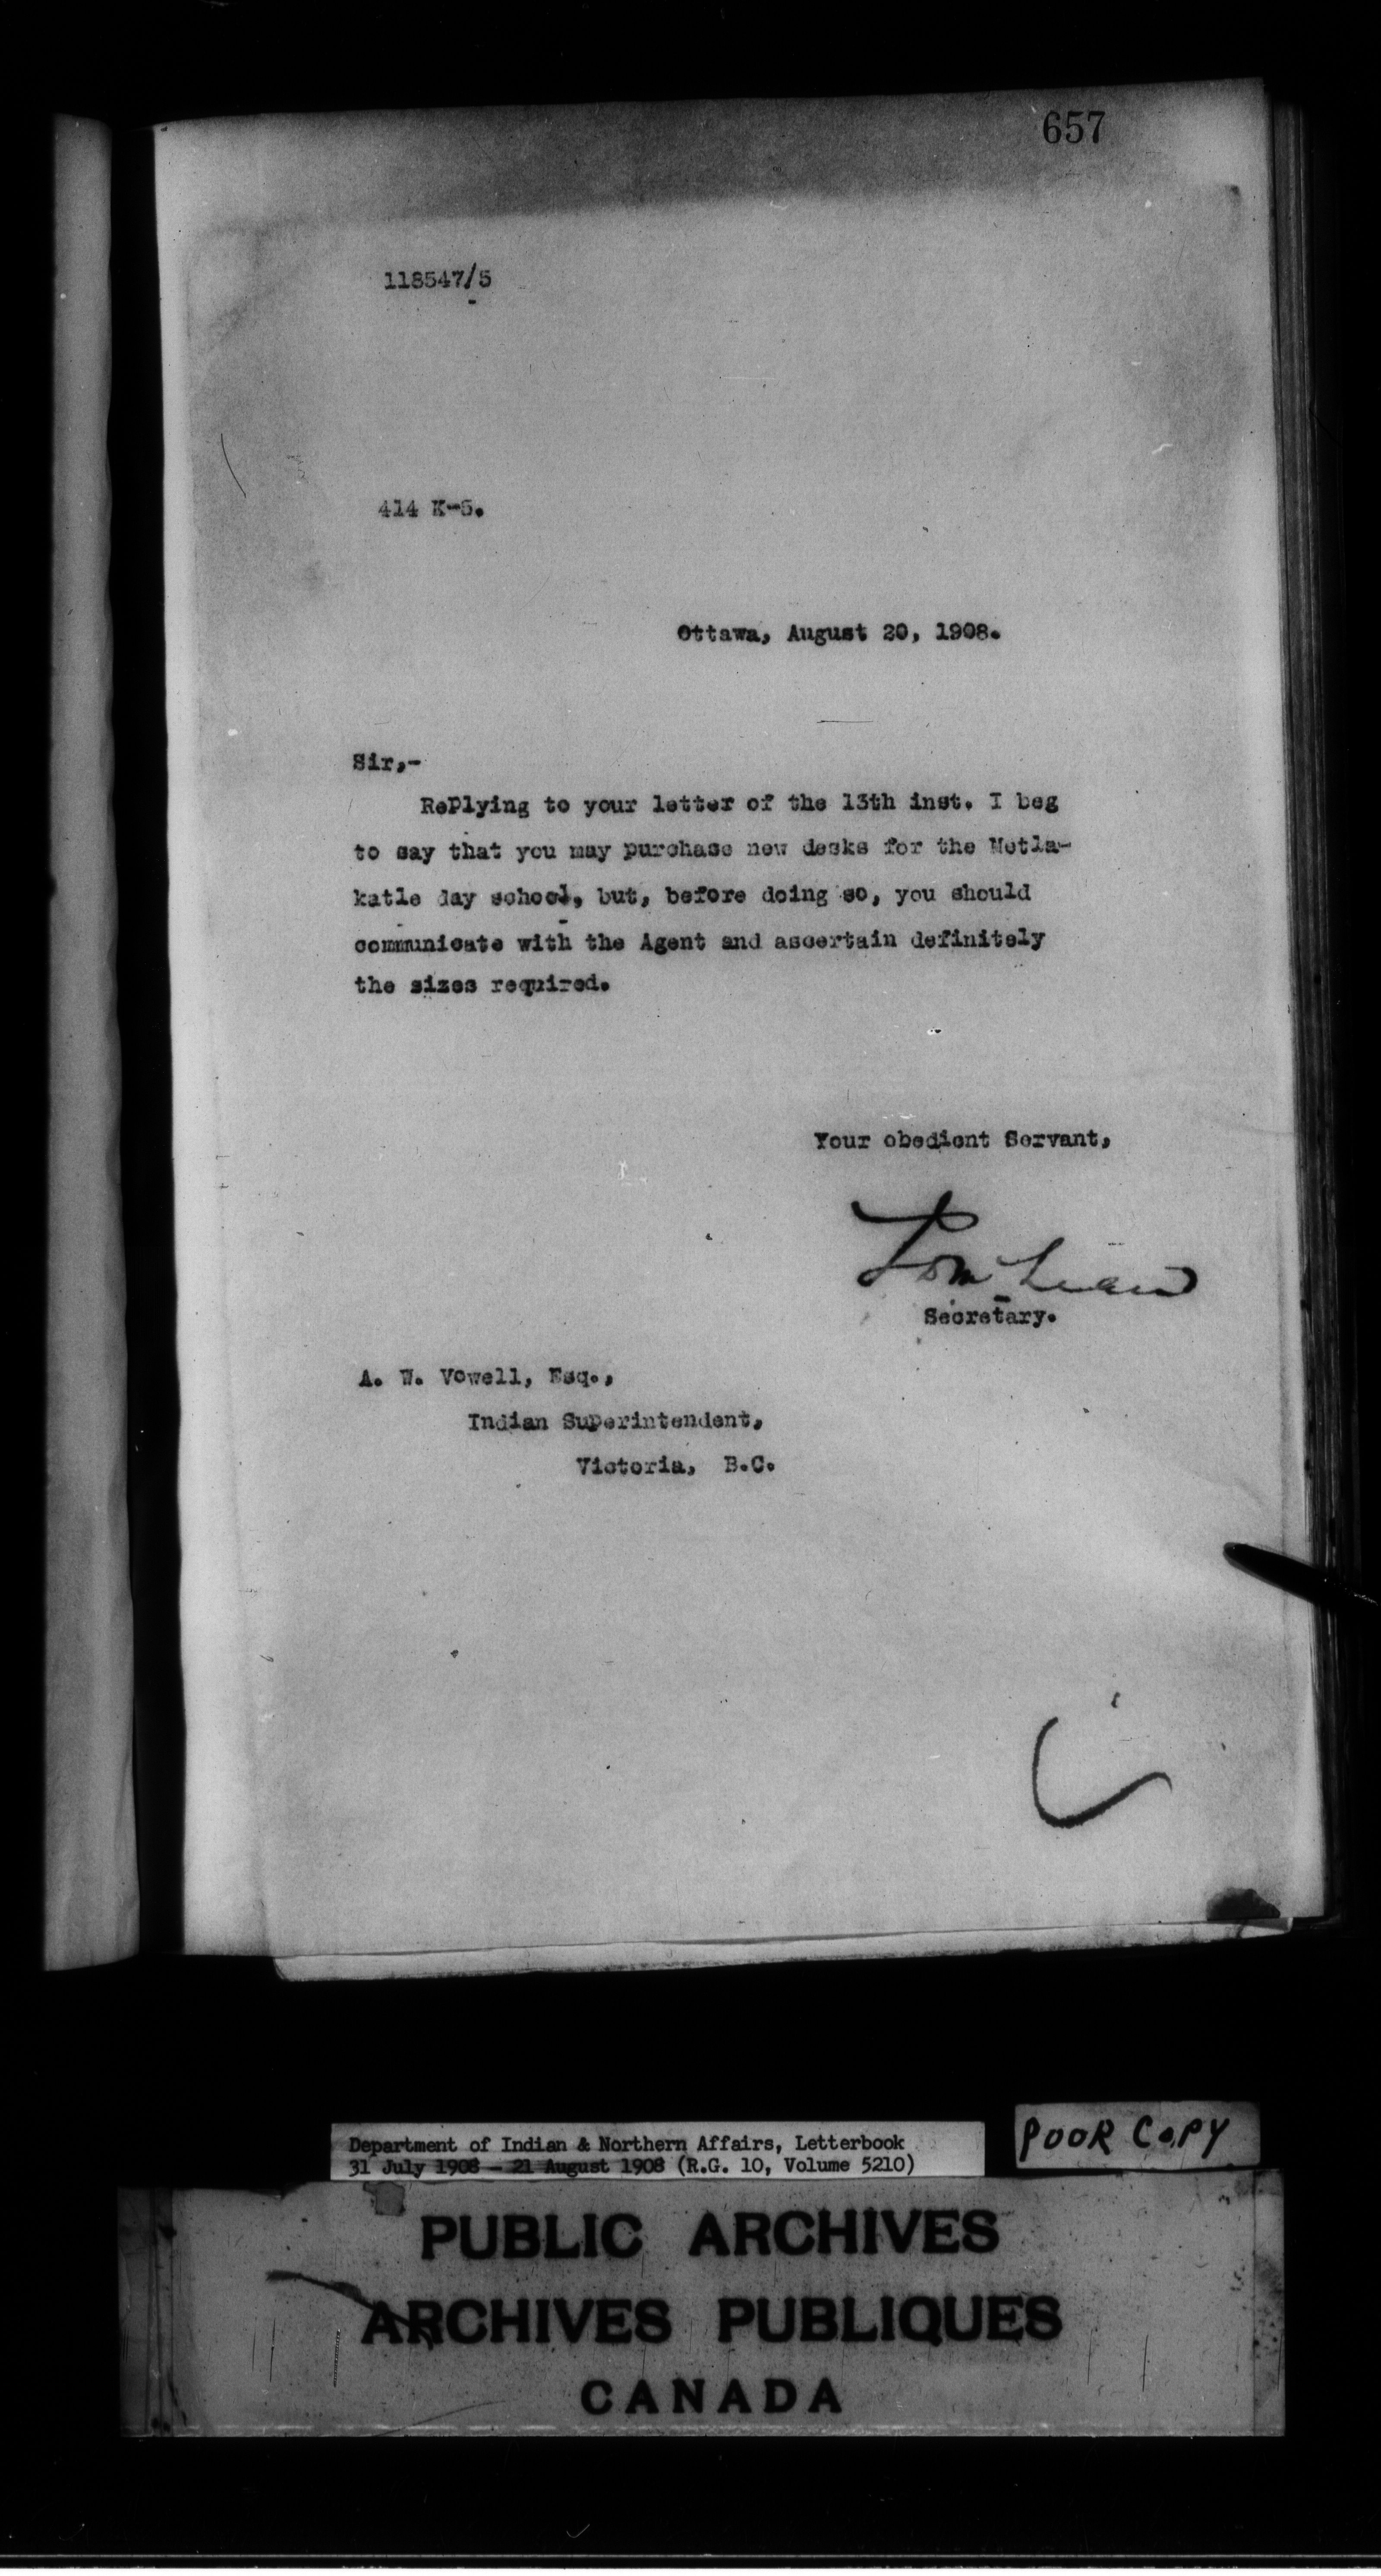 657
118547/5
414 K-5.
Ottawa, August 20, 1908.
Sir,-
RePlying to your letter of the 13th inst. I beg
to say that you may purchase new desks for the Metla-
katle day school, but, before doing so, you should
communicate with the Agent and ascertain definitely
the sizes required.
Your obedient Servant,
Secretary.
A. W. Vowell, Esq.,
Indian Superintendent,
Victoria, B.C.
Department of Indian & Northern Affairs, Letterbook
31 July 1908 - 21 August 1908 (R.G. 10, Volume 5210)
POOR COPY
PUBLIC ARCHIVES
ARCHIVES PUBLIQUES
CANADA